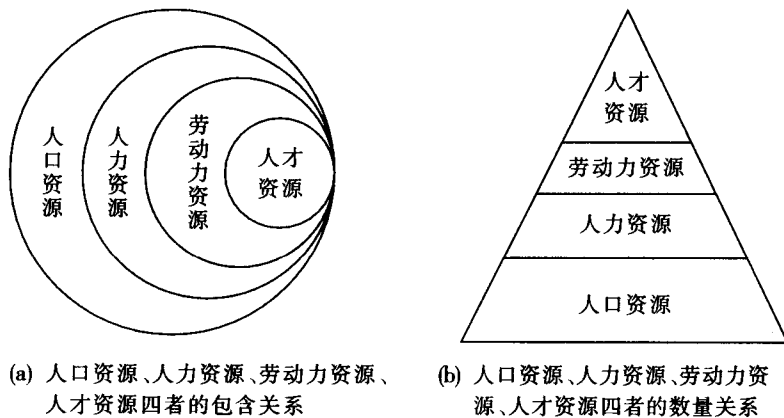 人口资源
人力资源
劳动力资源
人才
资源
(a) 人口资源、人力资源、劳动力资源、
人才资源四者的包含关系
人才
资源
劳动力资源
人力资源
人口资源
(b) 人口资源、人力资源、劳动力资
源、人才资源四者的数量关系